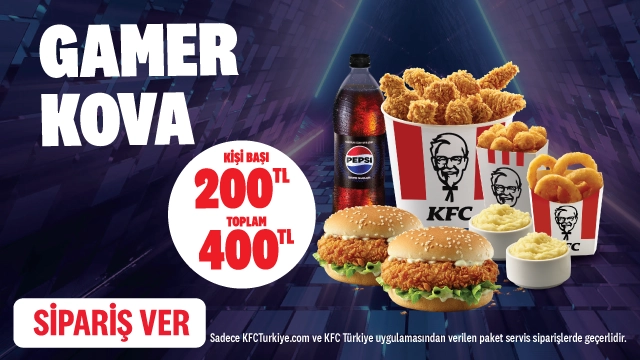 GAMER
KOVA
KİŞİ BAŞI
200TL
TOPLAM
400TL
PEPSI
KFC
SİPARİŞ VER
Sadece KFCTurkiye.com ve KFC Türkiye uygulamasından verilen paket servis siparişlerde geçerlidir.